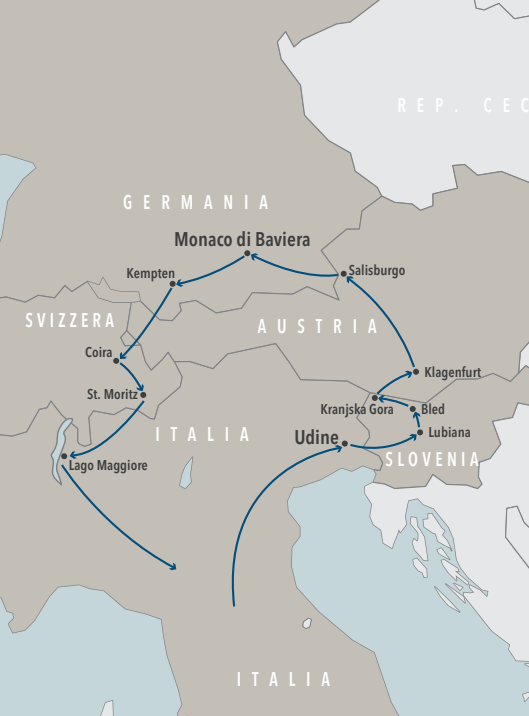 REP. CEC
GERMANIA
Monaco di Baviera
Salisburgo
Kempten
SVIZZERA
AUSTRIA
Coira
Klagenfurt
St. Moritz
Kranjska Gora
Bled
ITALIA
Udine
Lubiana
SLOVENIA
Lago Maggiore
ITALIA